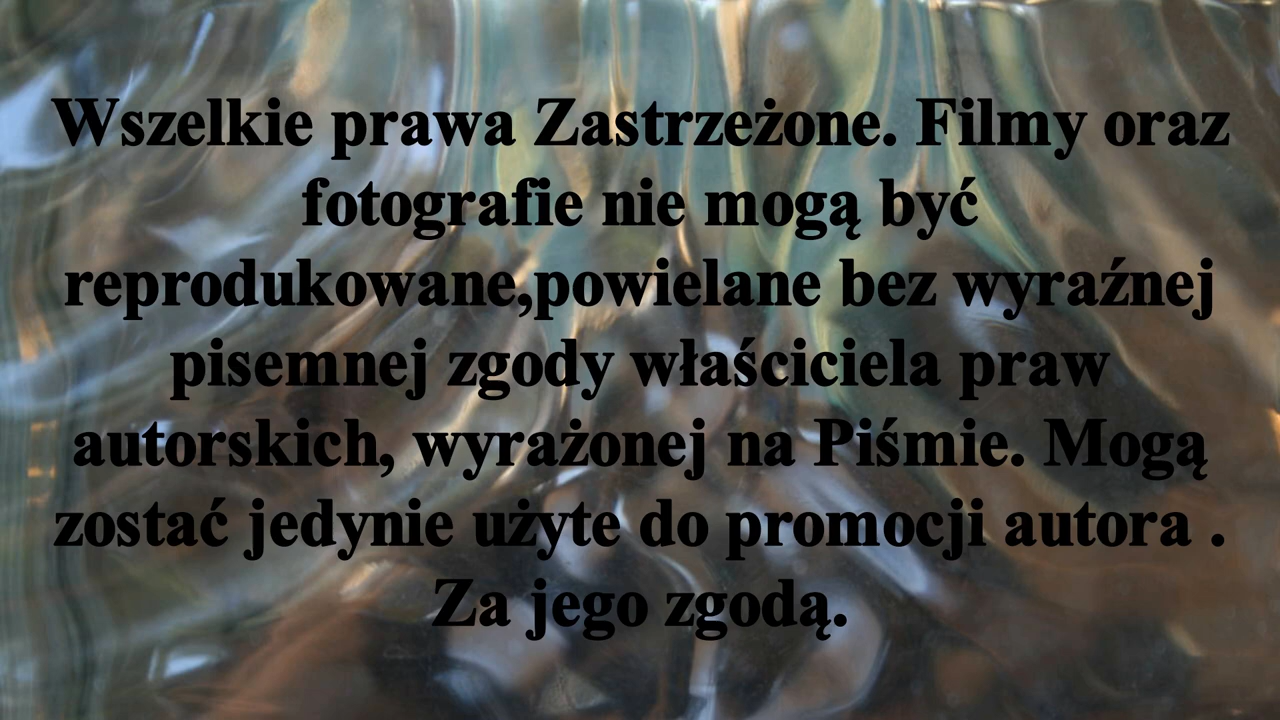 Wszelkie prawa Zastrzeżone. Filmy oraz
fotografie nie mogą być
reprodukowane,powielane bez wyraźnej
pisemnej zgody właściciela praw
autorskich, wyrażonej na Piśmie. Mogą
zostać jedynie użyte do promocji autora .
Za jego zgodą.